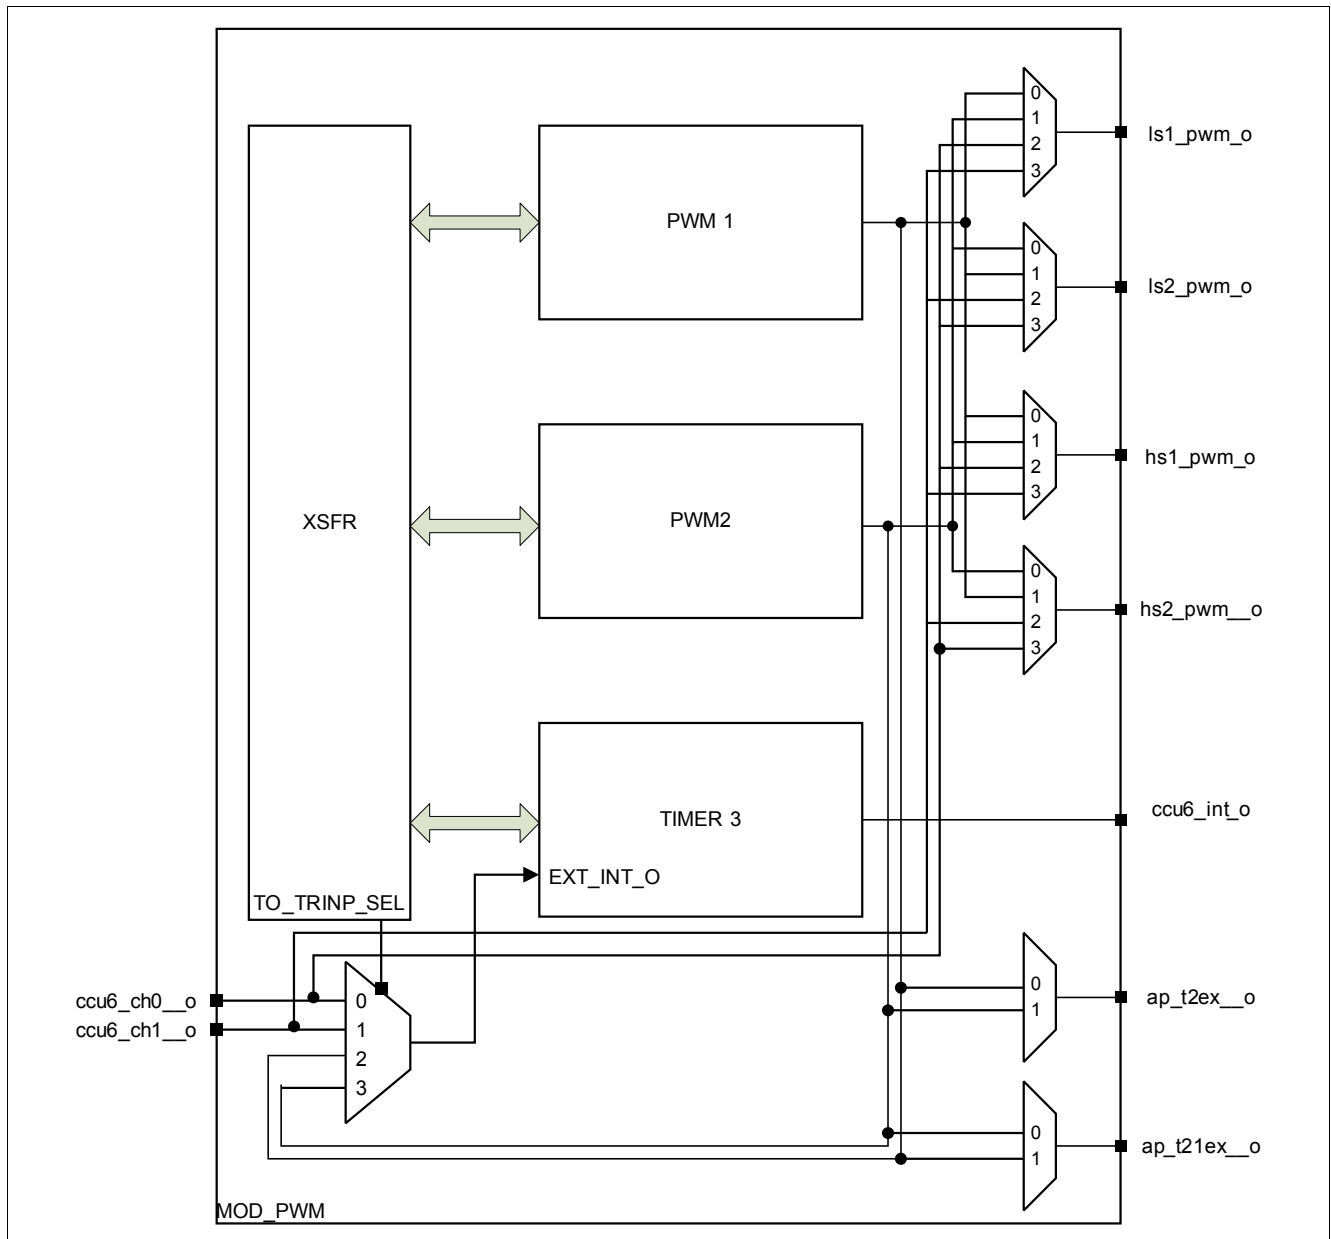 0
1
2
3
ls1_pwm_o
PWM 1
0
1
2
3
ls2_pwm_o
0
1
2
3
hs1_pwm_o
XSFR
PWM2
0
1
2
3
hs2_pwm__o
TIMER 3
EXT_INT_O
ccu6_int_o
TO_TRINP_SEL
ccu6_ch0__o
ccu6_ch1__o
0
1
2
3
0
1
ap_t2ex__o
0
1
ap_t21ex__o
MOD_PWM